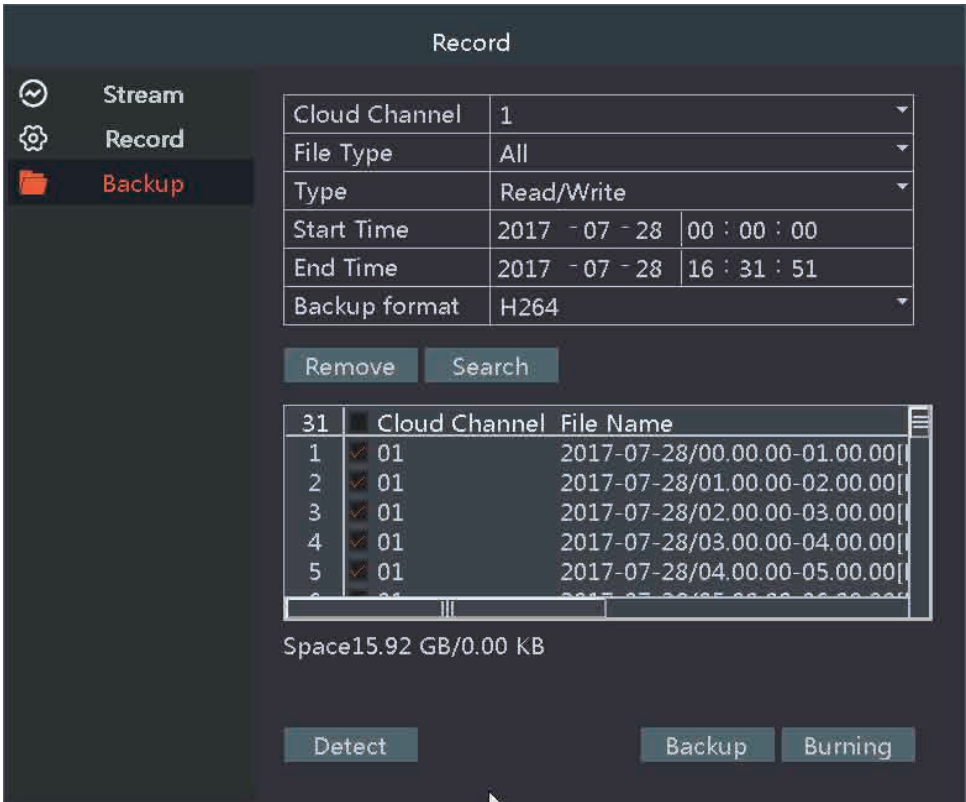 Record
Stream
Record
Backup
Cloud Channel 1
File Type All
Type Read/Write
Start Time 2017 - 07 - 28 00 : 00 : 00
End Time 2017 - 07 - 28 16 : 31 : 51
Backup format H264
Remove Search
31 Cloud Channel File Name
1 01 2017-07-28/00.00.00-01.00.00[
2 01 2017-07-28/01.00.00-02.00.00[
3 01 2017-07-28/02.00.00-03.00.00[
4 01 2017-07-28/03.00.00-04.00.00[
5 01 2017-07-28/04.00.00-05.00.00[
Space15.92 GB/0.00 KB
Detect Backup Burning